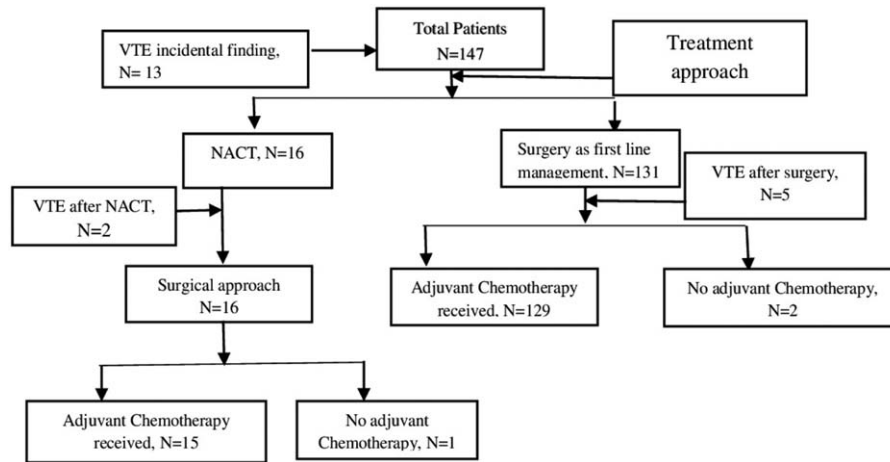 Total Patients
N=147
VTE incidental finding,
N= 13
Treatment
approach
NACT, N=16
Surgery as first line
management, N=131
VTE after surgery,
N=5
VTE after NACT,
N=2
Surgical approach
N=16
Adjuvant Chemotherapy
received, N=129
No adjuvant Chemotherapy,
N=2
Adjuvant Chemotherapy
received, N=15
No adjuvant
Chemotherapy, N=1